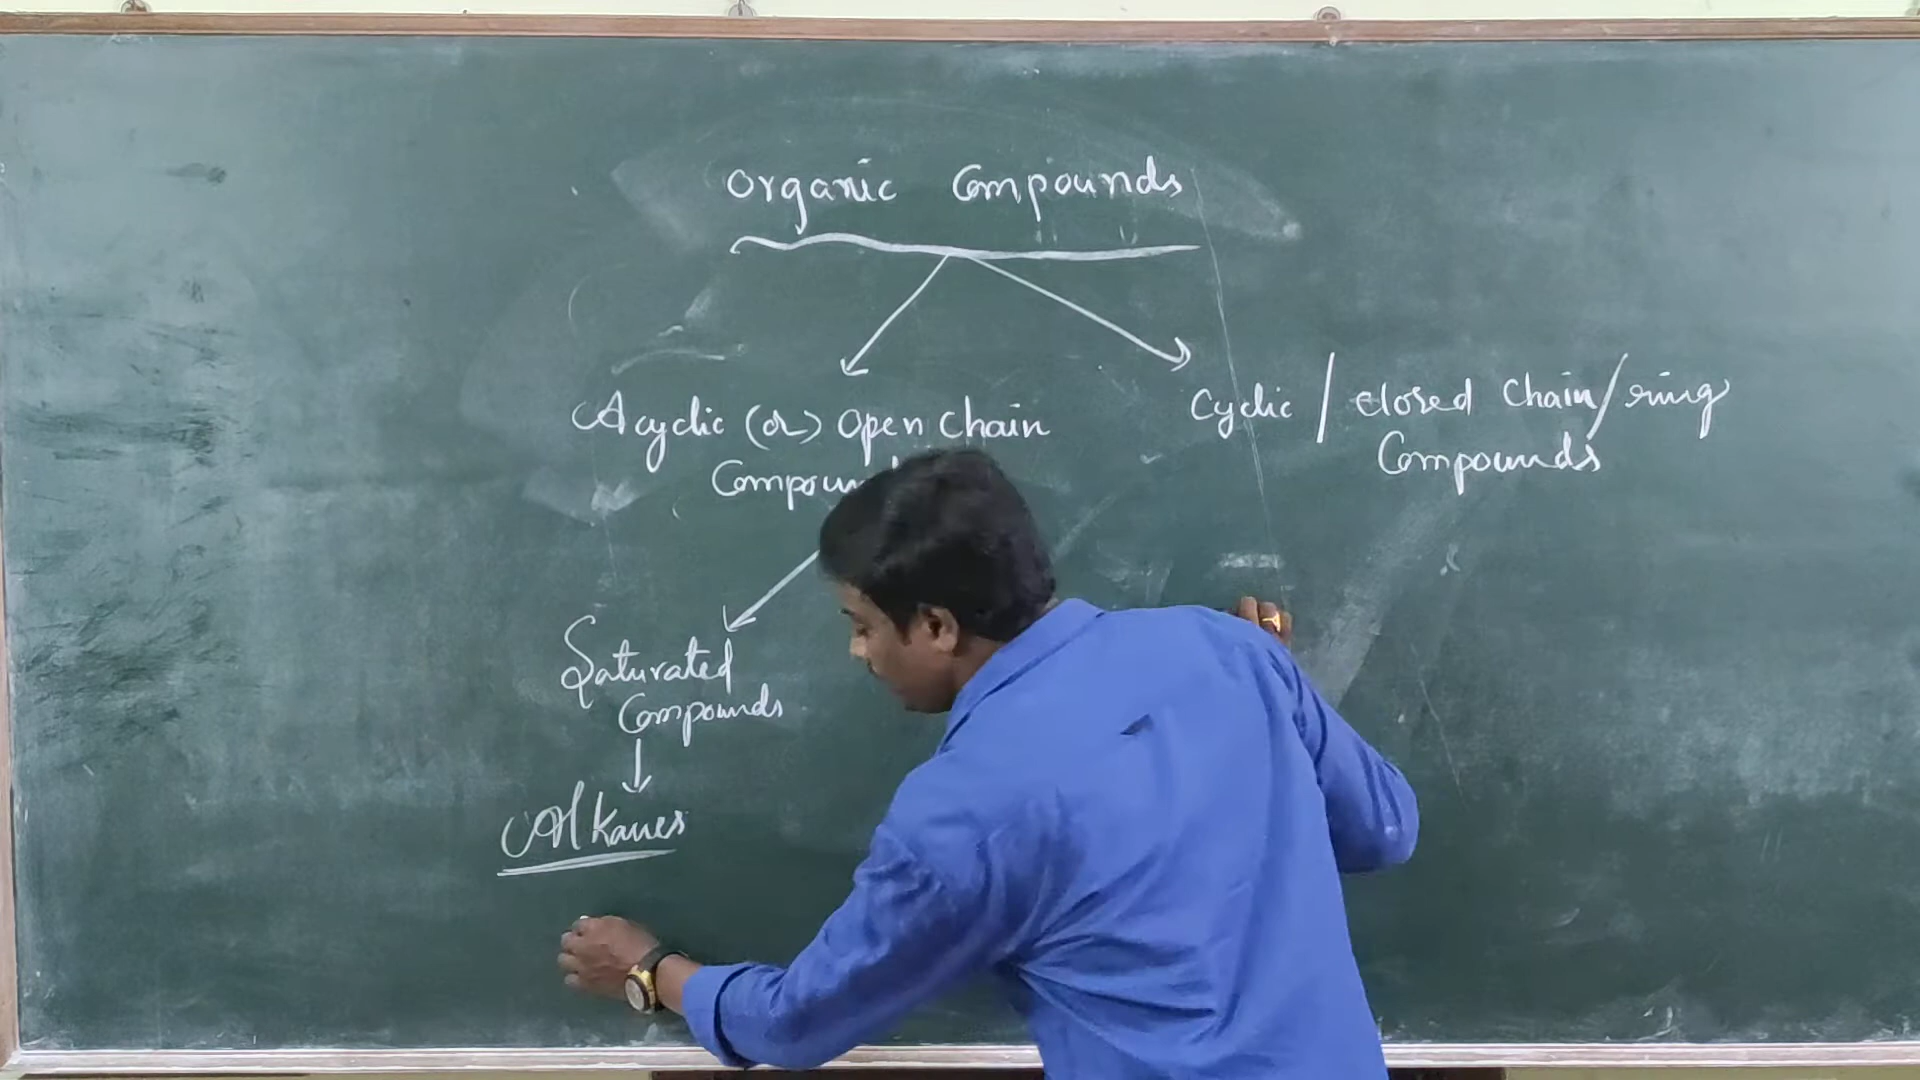 Organic Compounds
Acyclic (or) Open Chain
Cyclic / closed chain / ring
Compounds
Saturated
Compounds
Alkanes